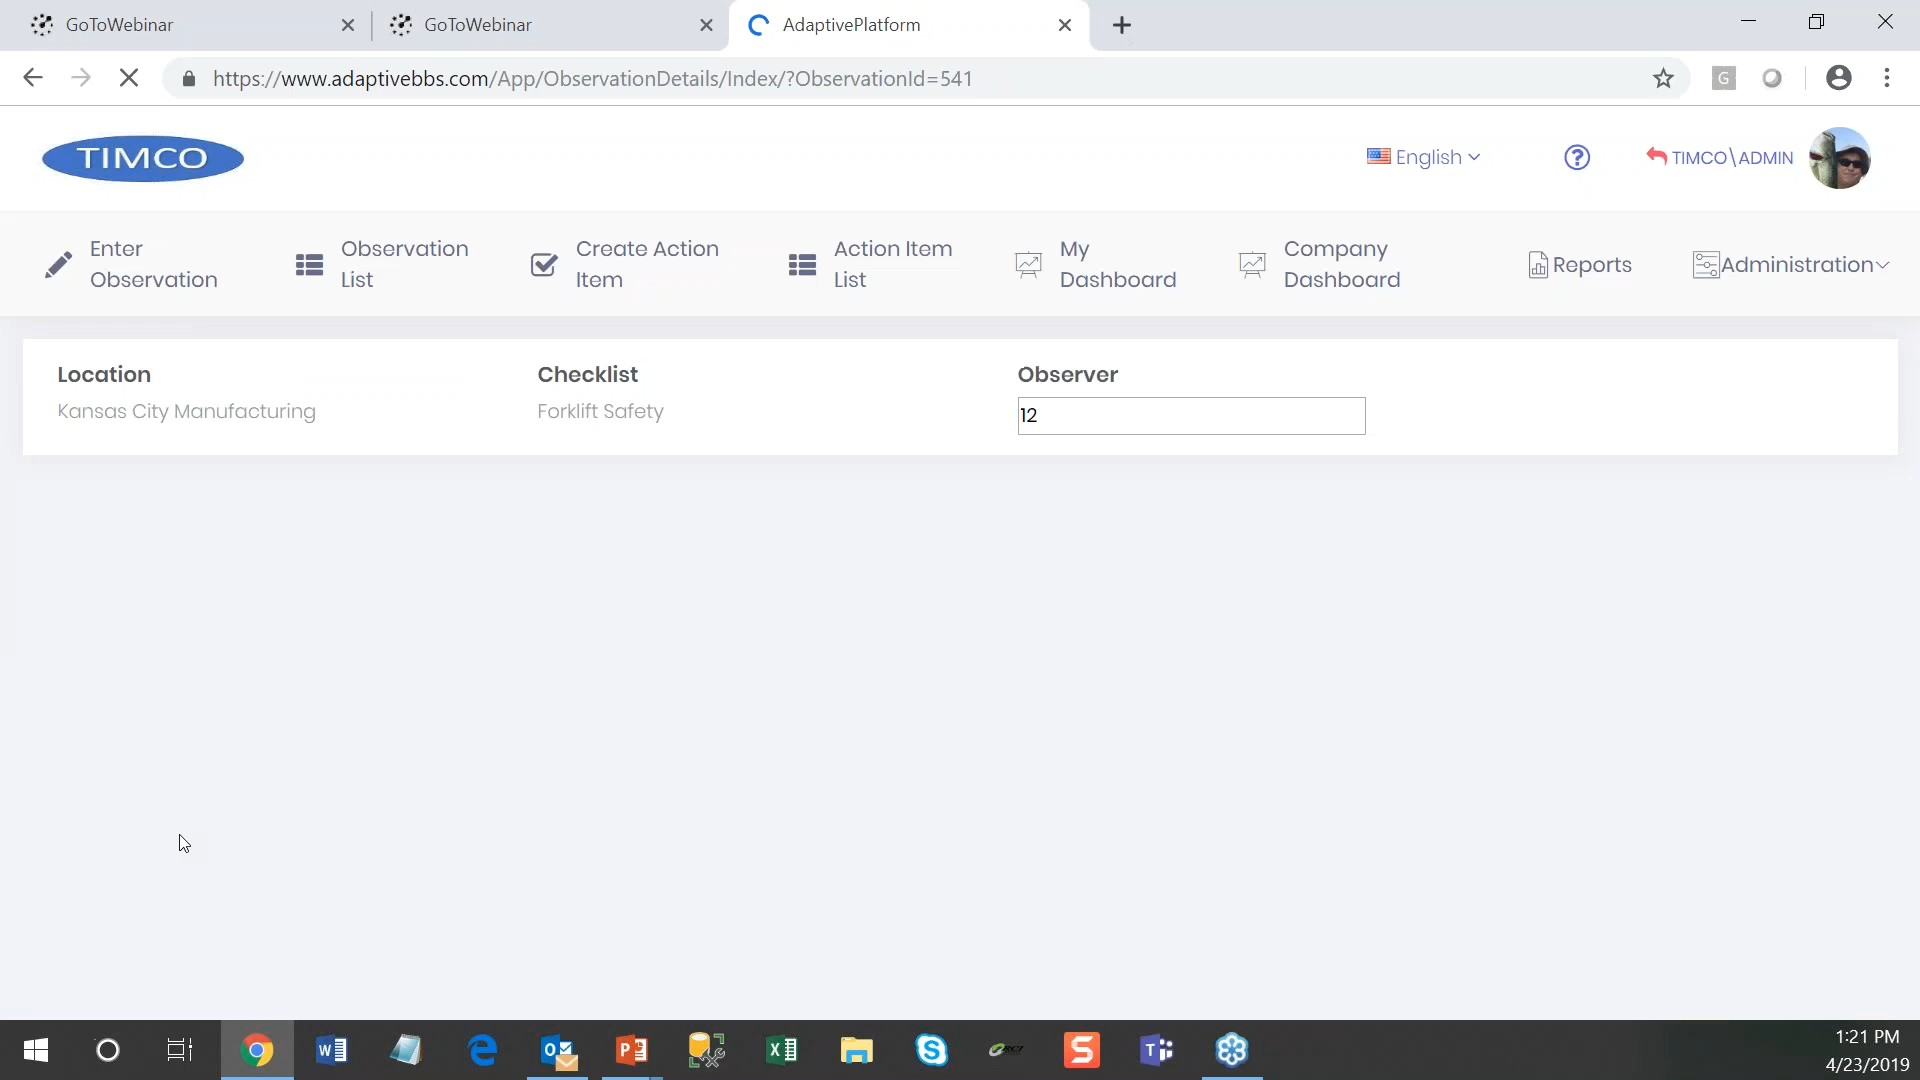 GoToWebinar
GoToWebinar
AdaptivePlatform
https://www.adaptivebbs.com/App/ObservationDetails/Index/?ObservationId=541
G
TIMCO
English
?
TIMCO\ADMIN
Enter
Observation
Observation
List
Create Action
Item
Action Item
List
My
Dashboard
Company
Dashboard
Reports
Administration
Location
Kansas City Manufacturing
Checklist
Forklift Safety
Observer
12
1:21 PM
4/23/2019